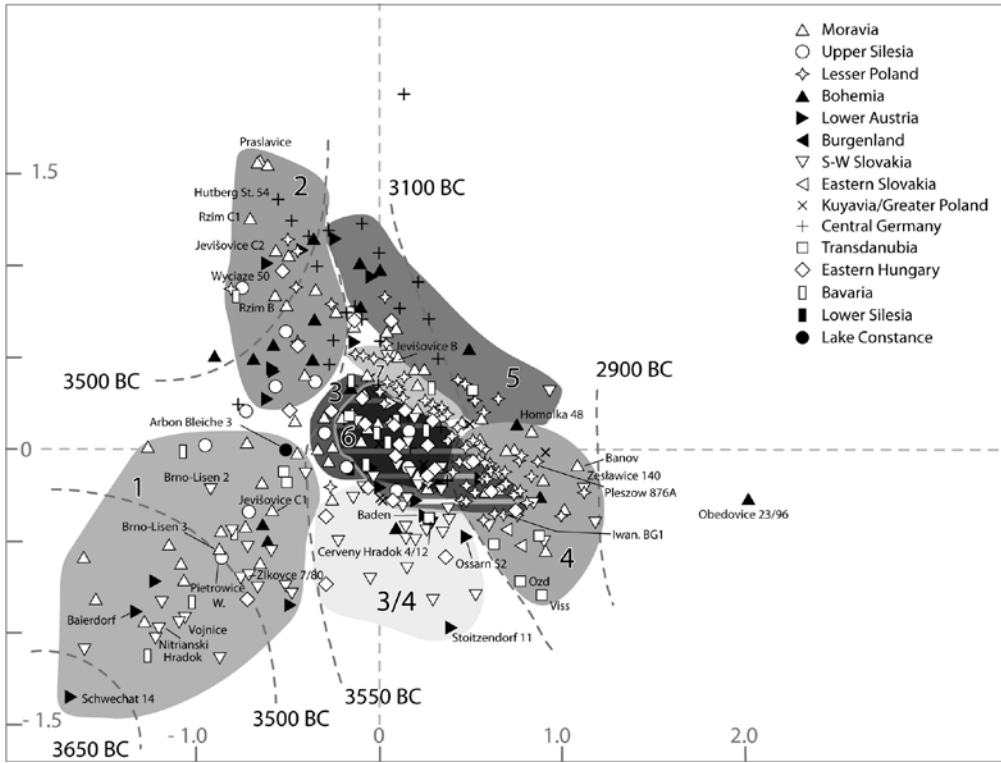 Moravia
Upper Silesia
Lesser Poland
Bohemia
Lower Austria
Burgenland
S-W Slovakia
Eastern Slovakia
Kuyavia/Greater Poland
Central Germany
Transdanubia
Eastern Hungary
Bavaria
Lower Silesia
Lake Constance
Praslavice
1.5
2
3100 BC
Hutberg St. 54
Rzim C1
Jevišovice C2
Wyciaze 50
Rzim B
Jevišovice B
7
5
2900 BC
3500 BC
3
Arbon Bleiche 3
Homolka 48
6
0
Banov
Zesławice 140
Pleszow 876A
Brno-Lisen 2
1
Jevišovice C1
Obedovice 23/96
Brno-Lisen 3
Baden
Iwan. BG1
Cerveny Hradok 4/12
Ossarn 52
4
Zlkovce 7/80
Pietrowice
W.
3/4
Ozd
Viss
Baierdorf
Vojnice
Nitrianski
Hradok
Stoitzendorf 11
Schwechat 14
3550 BC
3500 BC
- 1.5
- 1.0
0
1.0
2.0
3650 BC